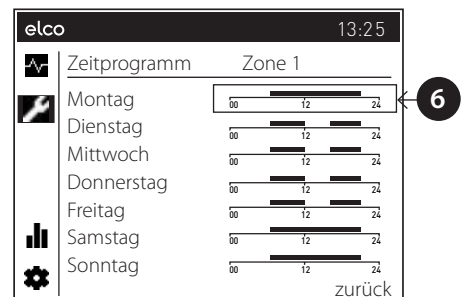 elco 13:25
Zeitprogramm Zone 1
Montag 00 12 24 6
Dienstag 00 12 24
Mittwoch 00 12 24
Donnerstag 00 12 24
Freitag 00 12 24
Samstag 00 12 24
Sonntag 00 12 24
zurück